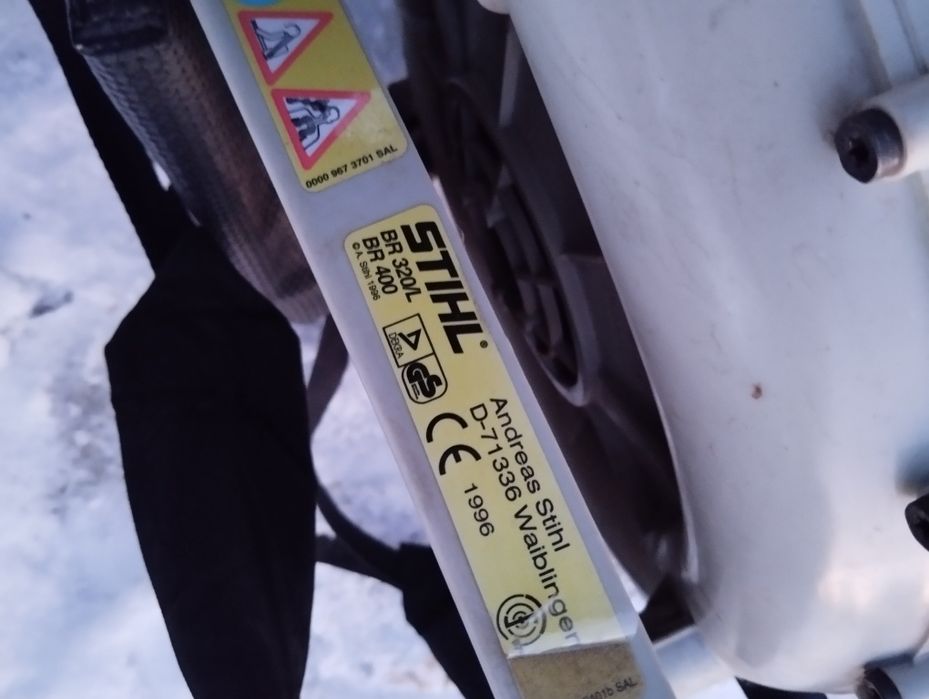 0000 967 3701 SAL
STIHL®
BR 320/L
BR 400
© A. Stihl 1996
DEKRA
GS
CE 1996
Andreas Stihl
D-71336 Waiblingen
SAL